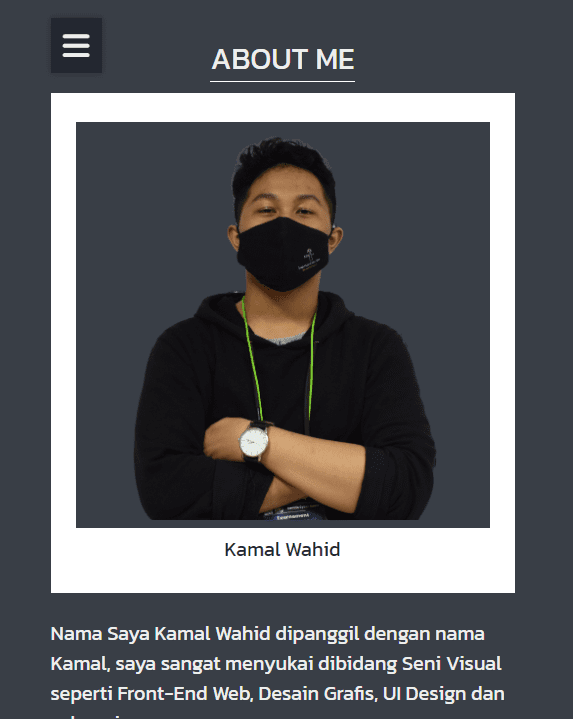 ABOUT ME
Kamal Wahid
Nama Saya Kamal Wahid dipanggil dengan nama
Kamal, saya sangat menyukai dibidang Seni Visual
seperti Front-End Web, Desain Grafis, UI Design dan